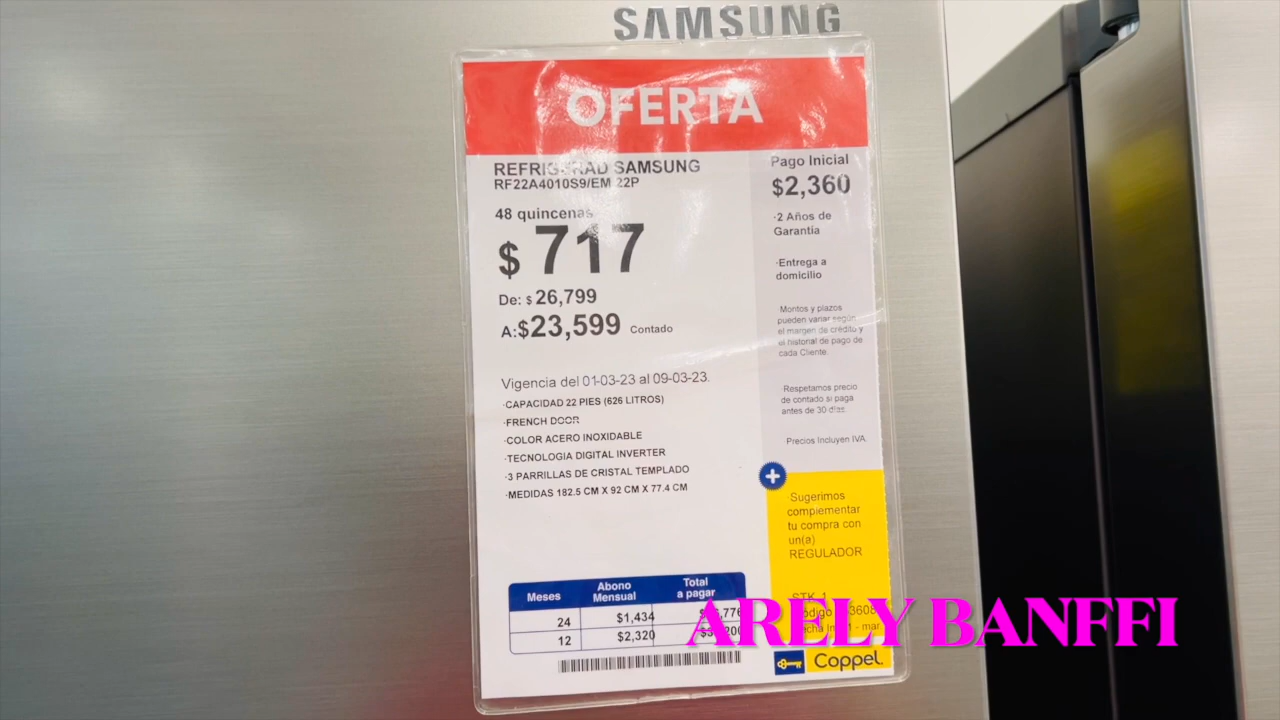 SAMSUNG
OFERTA
REFRIGERAD SAMSUNG
RF22A4010S9/EM 22P
48 quincenas
$ 717
De: $ 26,799
A:$23,599 Contado
Vigencia del 01-03-23 al 09-03-23.
·CAPACIDAD 22 PIES (626 LITROS)
·FRENCH DOOR
·COLOR ACERO INOXIDABLE
·TECNOLOGIA DIGITAL INVERTER
·3 PARRILLAS DE CRISTAL TEMPLADO
·MEDIDAS 182.5 CM X 92 CM X 77.4 CM
Pago Inicial
$2,360
·2 Años de
Garantía
·Entrega a
domicilio
Montos y plazos
pueden variar según
el margen de crédito y
el historial de pago de
cada Cliente.
·Respetamos precio
de contado si paga
antes de 30 días
·Precios Incluyen IVA.
+
·Sugerimos
complementar
tu compra con
un(a)
REGULADOR
STK 1
Meses Abono Mensual Total a pagar
24 $1,434
12 $2,320
ARELY BANFFI
Coppel.